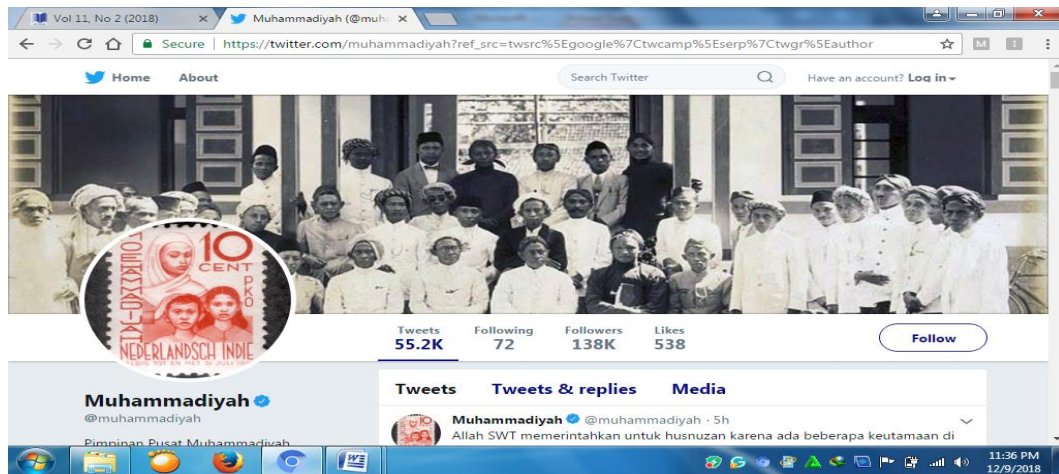 Vol 11, No 2 (2018)
Muhammadiyah (@muh
Secure | https://twitter.com/muhammadiyah?ref_src=twsrc%5Egoogle%7Ctwcamp%5Eserp%7Ctwgr%5Eauthor
Home About Search Twitter Have an account? Log in
10
CENT
PKO
NEDERLANDSCH INDIE
Tweets Following Followers Likes
55.2K 72 138K 538
Follow
Tweets Tweets & replies Media
Muhammadiyah
@muhammadiyah
Pimpinan Pusat Muhammadiyah
Muhammadiyah @muhammadiyah · 5h
Allah SWT memerintahkan untuk husnuzan karena ada beberapa keutamaan di
11:36 PM
12/9/2018